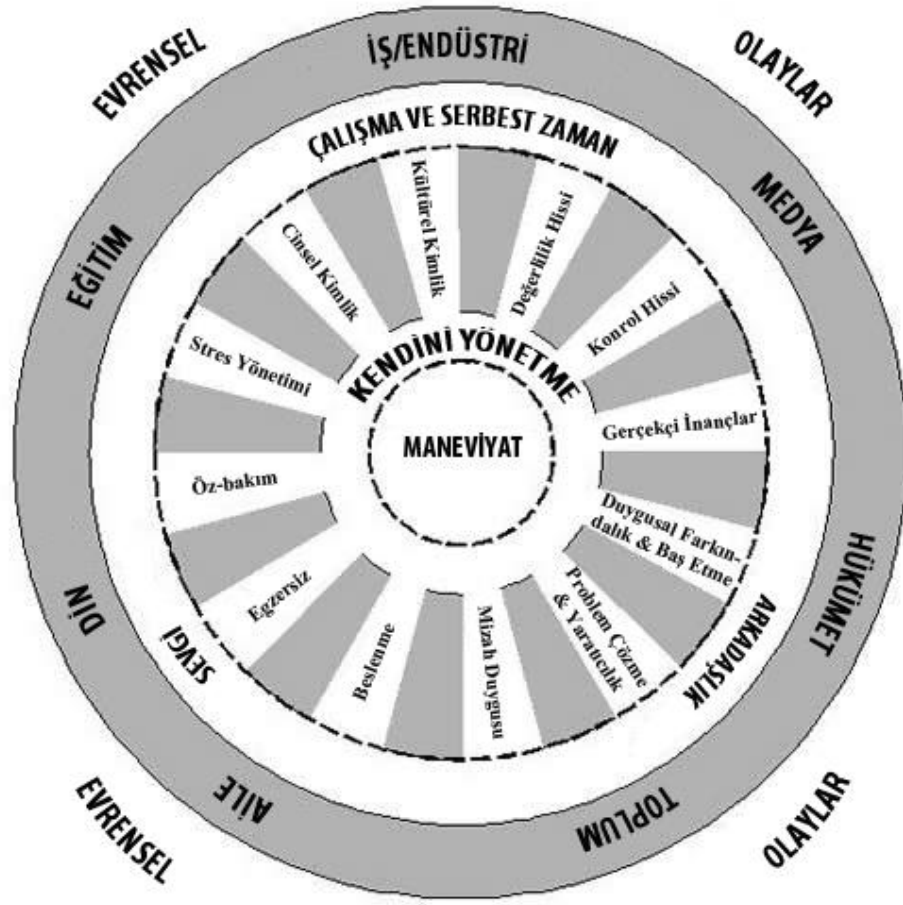 EVRENSEL
OLAYLAR
İŞ/ENDÜSTRİ
MEDYA
HÜKÜMET
TOPLUM
AİLE
DİN
EĞİTİM
ÇALIŞMA VE SERBEST ZAMAN
ARKADAŞLIK
SEVGİ
Kültürel Kimlik
Değerlilik Hissi
Konrol Hissi
Gerçekçi İnançlar
Duygusal Farkın-
dalık & Baş Etme
Problem Çözme
& Yaratıcılık
Mizah Duygusu
Beslenme
Egzersiz
Öz-bakım
Stres Yönetimi
Cinsel Kimlik
KENDİNİ YÖNETME
MANEVİYAT
EVRENSEL
OLAYLAR